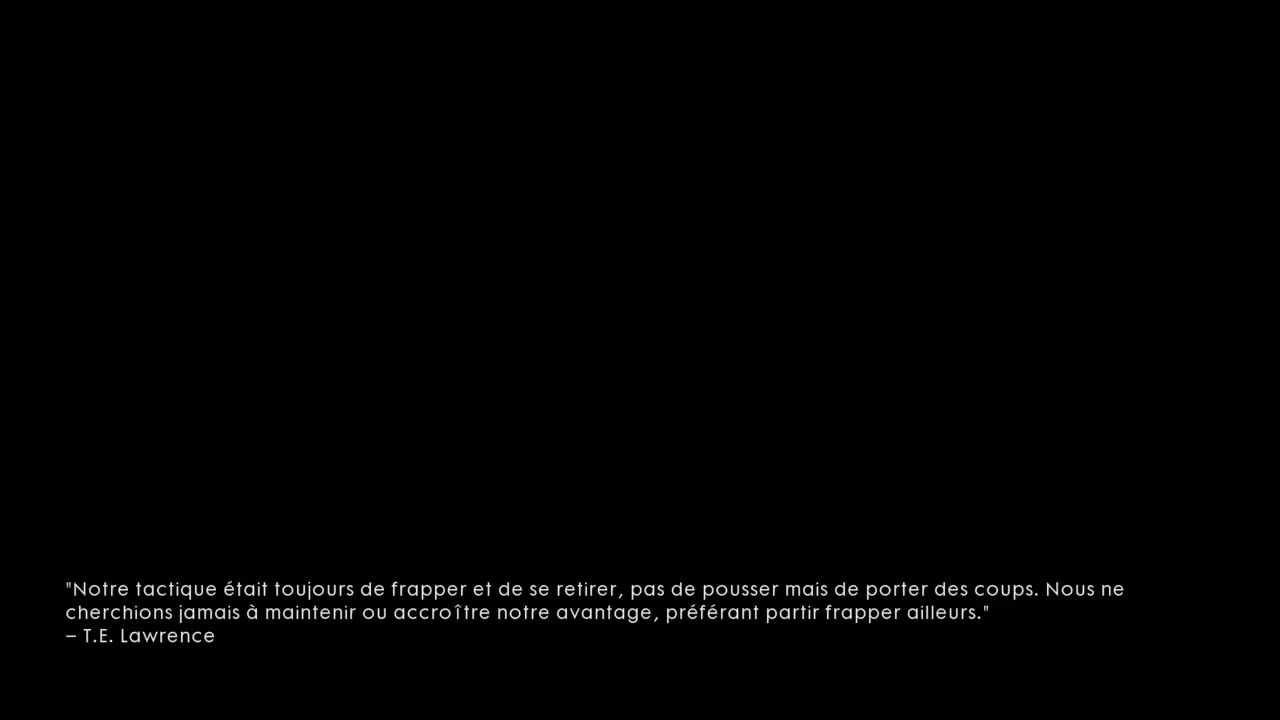 "Notre tactique était toujours de frapper et de se retirer, pas de pousser mais de porter des coups. Nous ne
cherchions jamais à maintenir ou accroître notre avantage, préférant partir frapper ailleurs."
– T.E. Lawrence